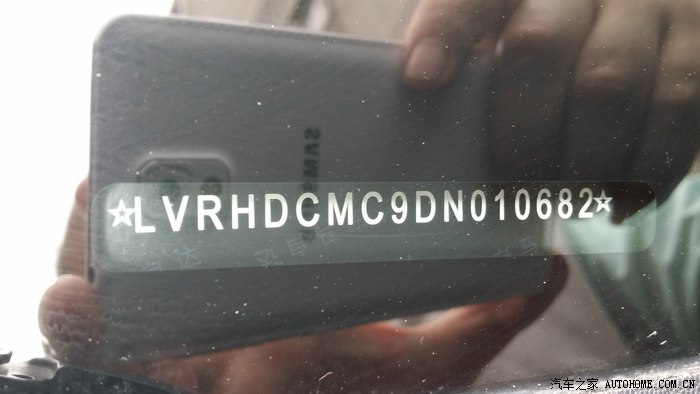 SAMSUNG
☆LVRHDCMC9DN010682☆
汽车之家 AUTOHOME.COM.CN